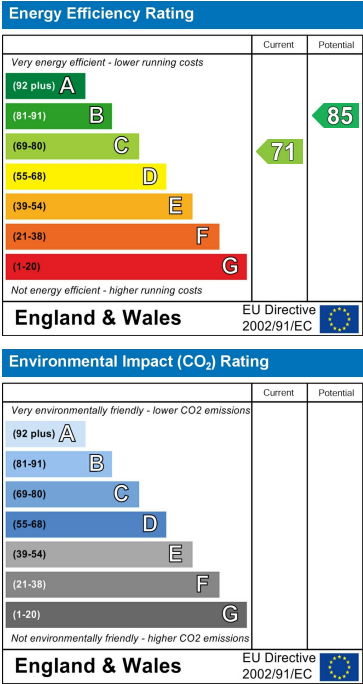 Energy Efficiency Rating
Current Potential
Very energy efficient - lower running costs
(92 plus) A
(81-91) B
85
(69-80) C
71
(55-68) D
(39-54) E
(21-38) F
(1-20) G
Not energy efficient - higher running costs
England & Wales
EU Directive
2002/91/EC
Environmental Impact (CO₂) Rating
Current Potential
Very environmentally friendly - lower CO2 emissions
(92 plus) A
(81-91) B
(69-80) C
(55-68) D
(39-54) E
(21-38) F
(1-20) G
Not environmentally friendly - higher CO2 emissions
England & Wales
EU Directive
2002/91/EC